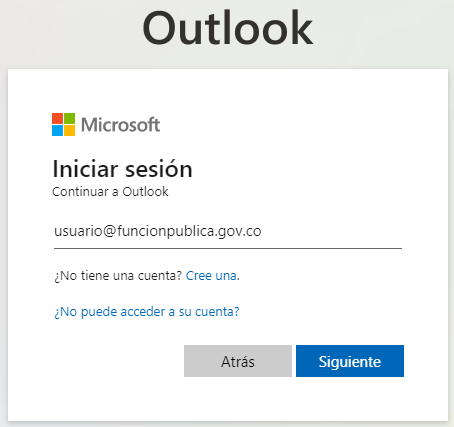 Outlook
Microsoft
Iniciar sesión
Continuar a Outlook
usuario@funcionpublica.gov.co
¿No tiene una cuenta? Cree una.
¿No puede acceder a su cuenta?
Atrás
Siguiente